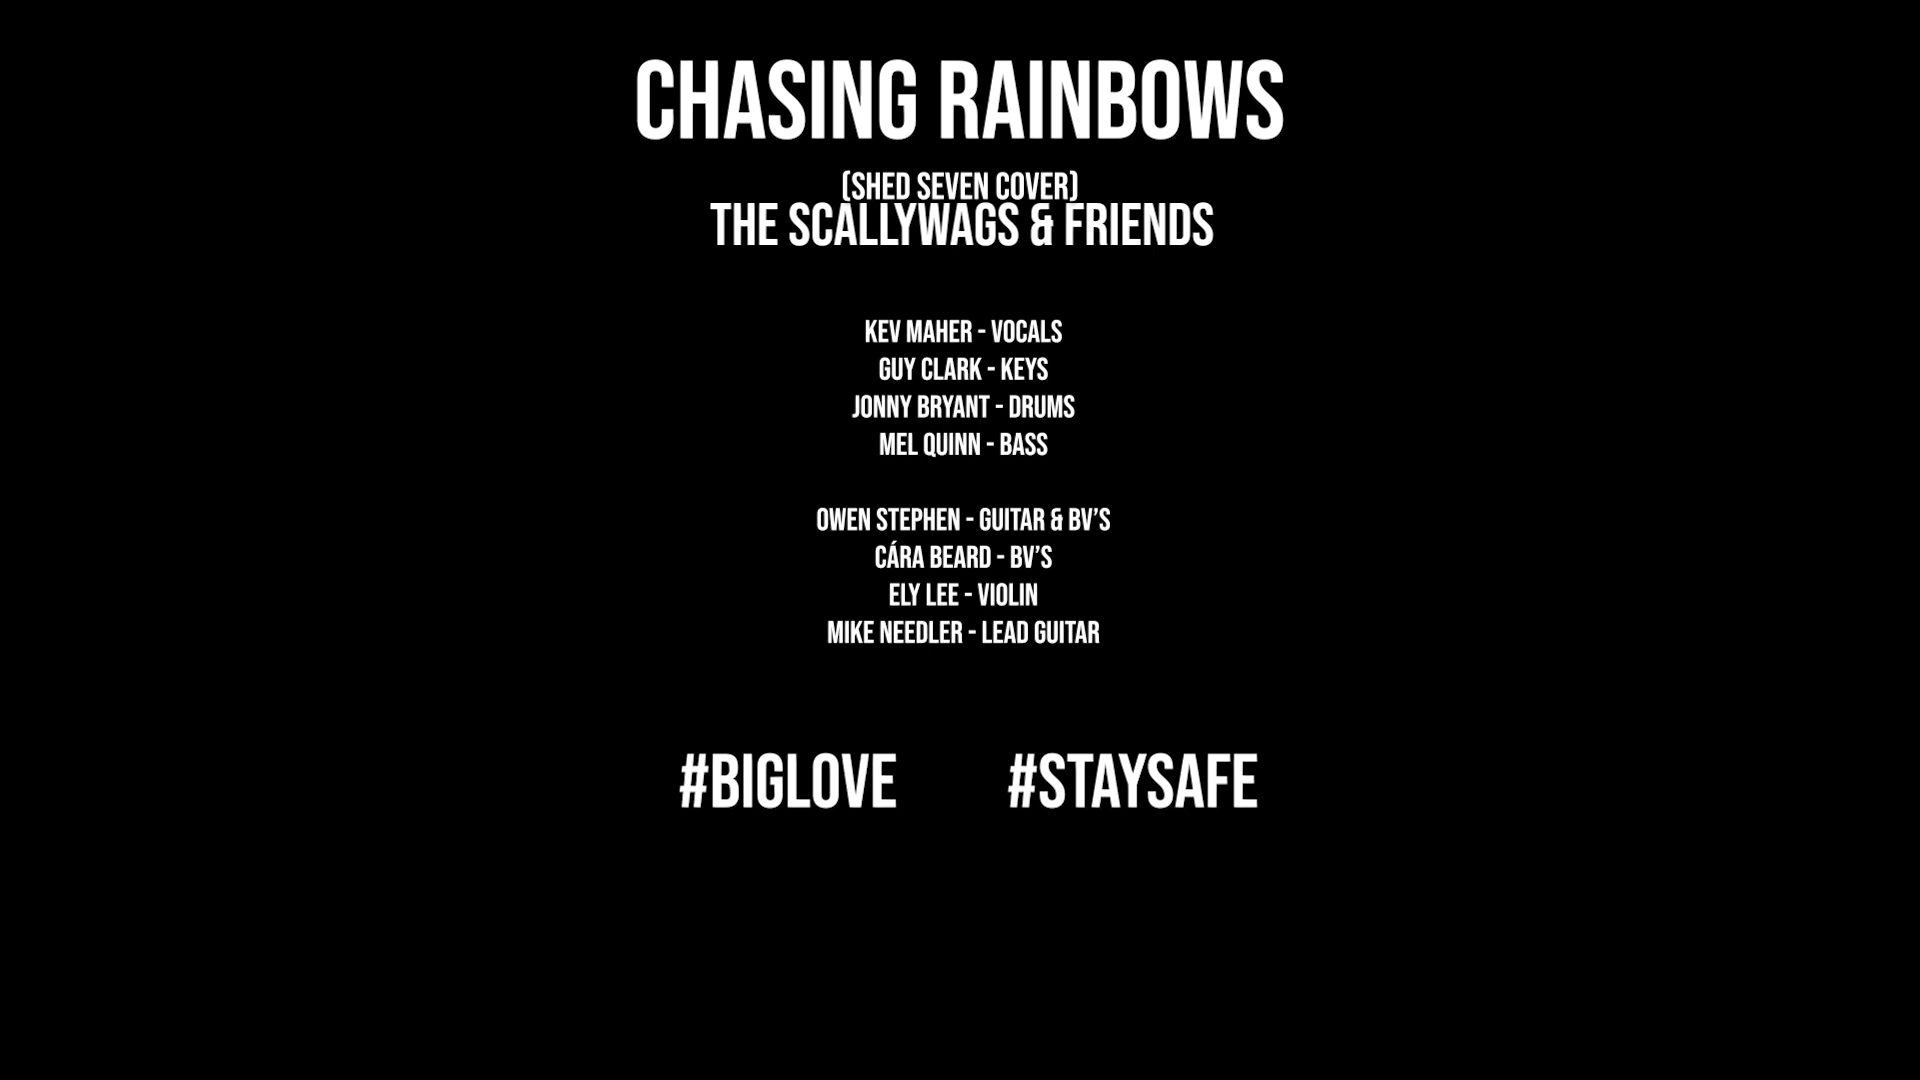 CHASING RAINBOWS
(SHED SEVEN COVER)
THE SCALLYWAGS & FRIENDS
KEV MAHER - VOCALS
GUY CLARK - KEYS
JONNY BRYANT - DRUMS
MEL QUINN - BASS
OWEN STEPHEN - GUITAR & BV’S
CÁRA BEARD - BV’S
ELY LEE - VIOLIN
MIKE NEEDLER - LEAD GUITAR
#BIGLOVE #STAYSAFE